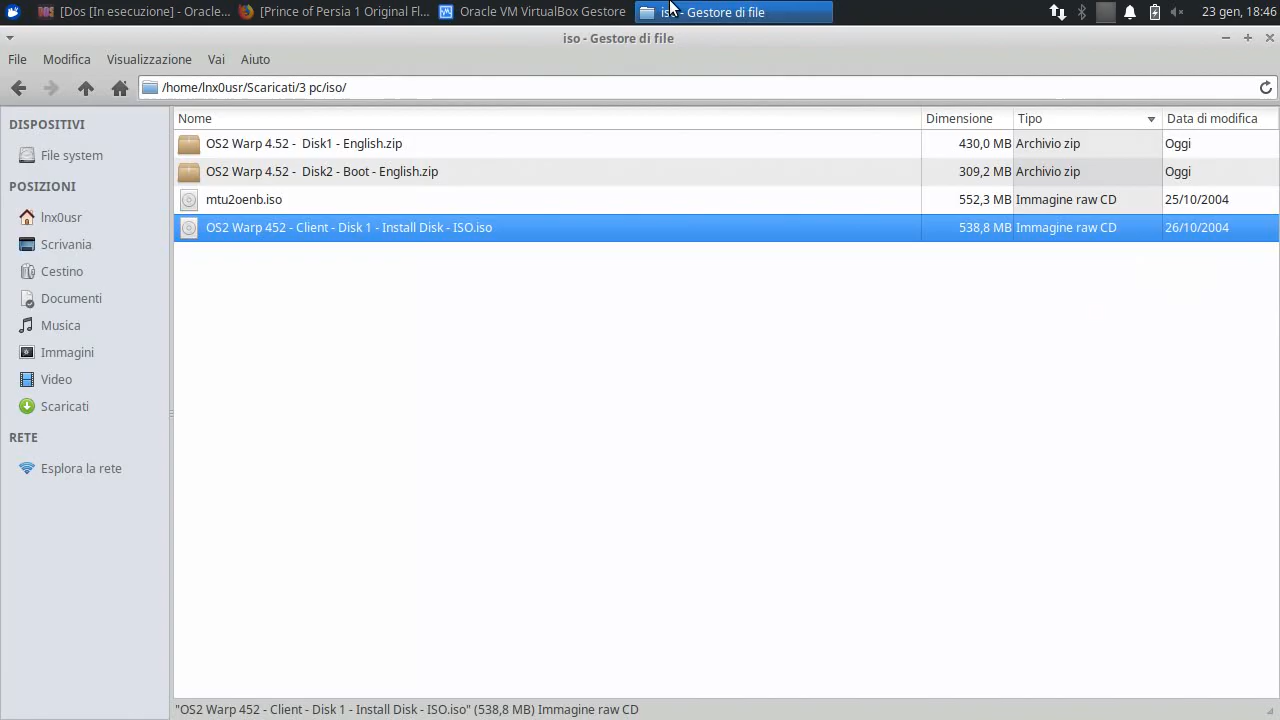 [Dos [In esecuzione] - Oracle...
[Prince of Persia 1 Original Fl...
Oracle VM VirtualBox Gestore
iso - Gestore di file
23 gen, 18:46
iso - Gestore di file
File Modifica Visualizzazione Vai Aiuto
/home/lnx0usr/Scaricati/3 pc/iso/
DISPOSITIVI
File system
POSIZIONI
lnx0usr
Scrivania
Cestino
Documenti
Musica
Immagini
Video
Scaricati
RETE
Esplora la rete
Nome Dimensione Tipo Data di modifica
OS2 Warp 4.52 -  Disk1 - English.zip 430,0 MB Archivio zip Oggi
OS2 Warp 4.52 -  Disk2 - Boot - English.zip 309,2 MB Archivio zip Oggi
mtu2oenb.iso 552,3 MB Immagine raw CD 25/10/2004
OS2 Warp 452 - Client - Disk 1 - Install Disk - ISO.iso 538,8 MB Immagine raw CD 26/10/2004
"OS2 Warp 452 - Client - Disk 1 - Install Disk - ISO.iso" (538,8 MB) Immagine raw CD